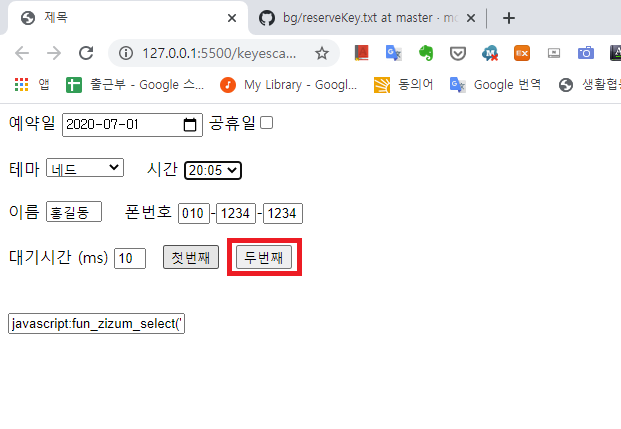 제목
bg/reserveKey.txt at master · mo
127.0.0.1:5500/keyesca...
앱 출근부 - Google 스... My Library - Googl... 동의어 Google 번역 생활협동
예약일 2020-07-01 공휴일
테마 네드 시간 20:05
이름 홍길동 폰번호 010-1234-1234
대기시간 (ms) 10 첫번째 두번째
javascript:fun_zizum_select('